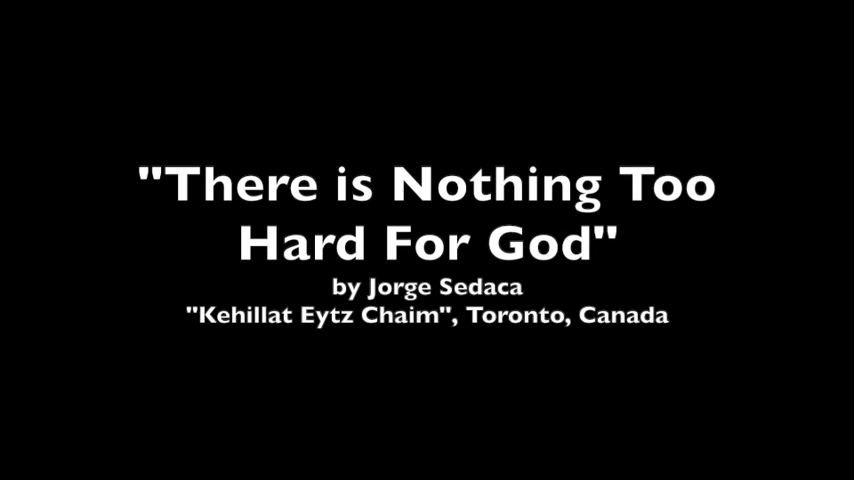 "There is Nothing Too
Hard For God"
by Jorge Sedaca
"Kehillat Eytz Chaim", Toronto, Canada